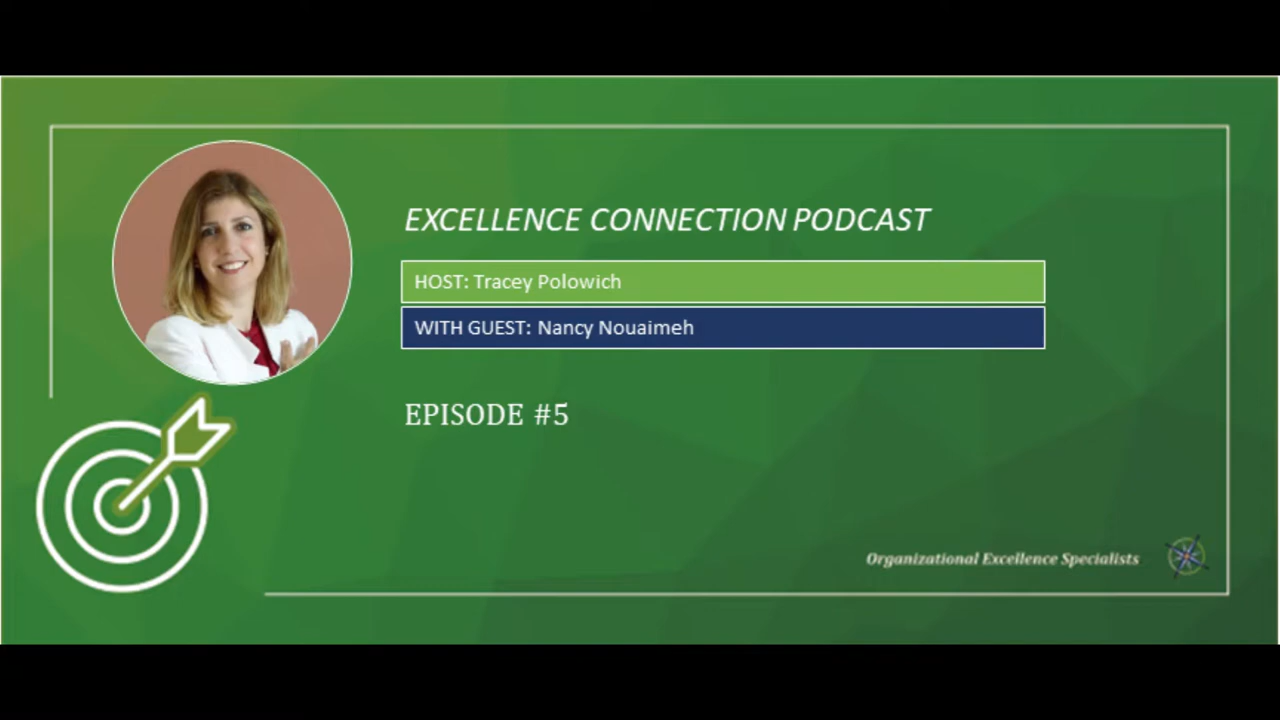 EXCELLENCE CONNECTION PODCAST
HOST: Tracey Polowich
WITH GUEST: Nancy Nouaimeh
EPISODE #5
Organizational Excellence Specialists